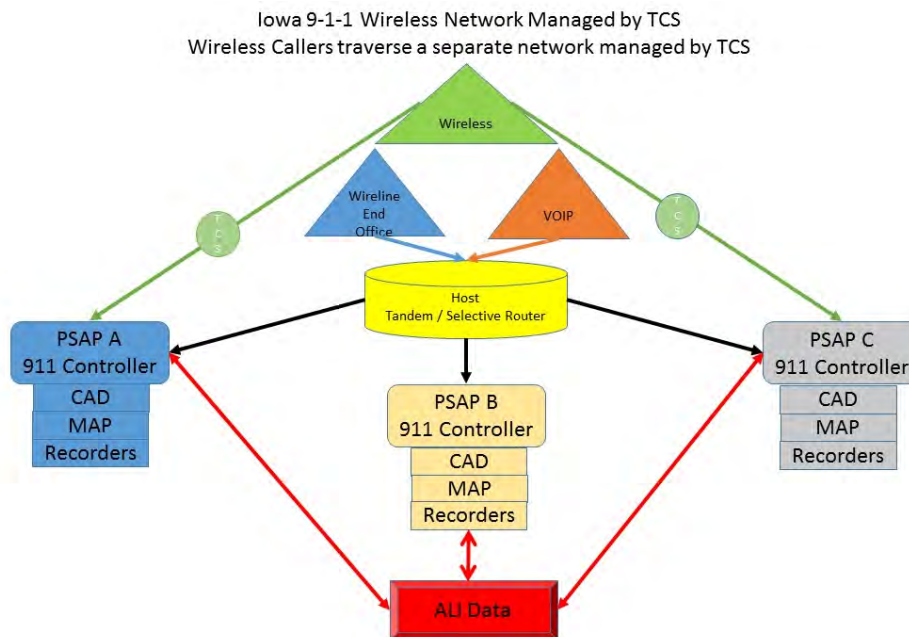 Iowa 9-1-1 Wireless Network Managed by TCS
Wireless Callers traverse a separate network managed by TCS
Wireless
Wireline
End
Office
VOIP
T
C
S
T
C
S
Host
Tandem / Selective Router
PSAP A
911 Controller
CAD
MAP
Recorders
PSAP B
911 Controller
CAD
MAP
Recorders
PSAP C
911 Controller
CAD
MAP
Recorders
ALI Data